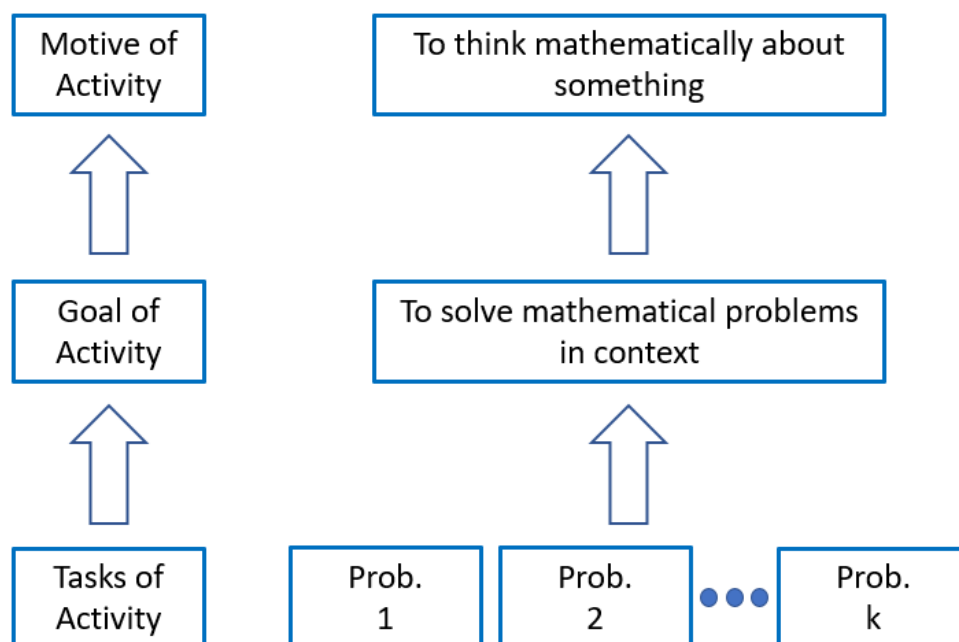 Motive of
Activity
To think mathematically about
something
Goal of
Activity
To solve mathematical problems
in context
Tasks of
Activity
Prob.
1
Prob.
2
Prob.
k